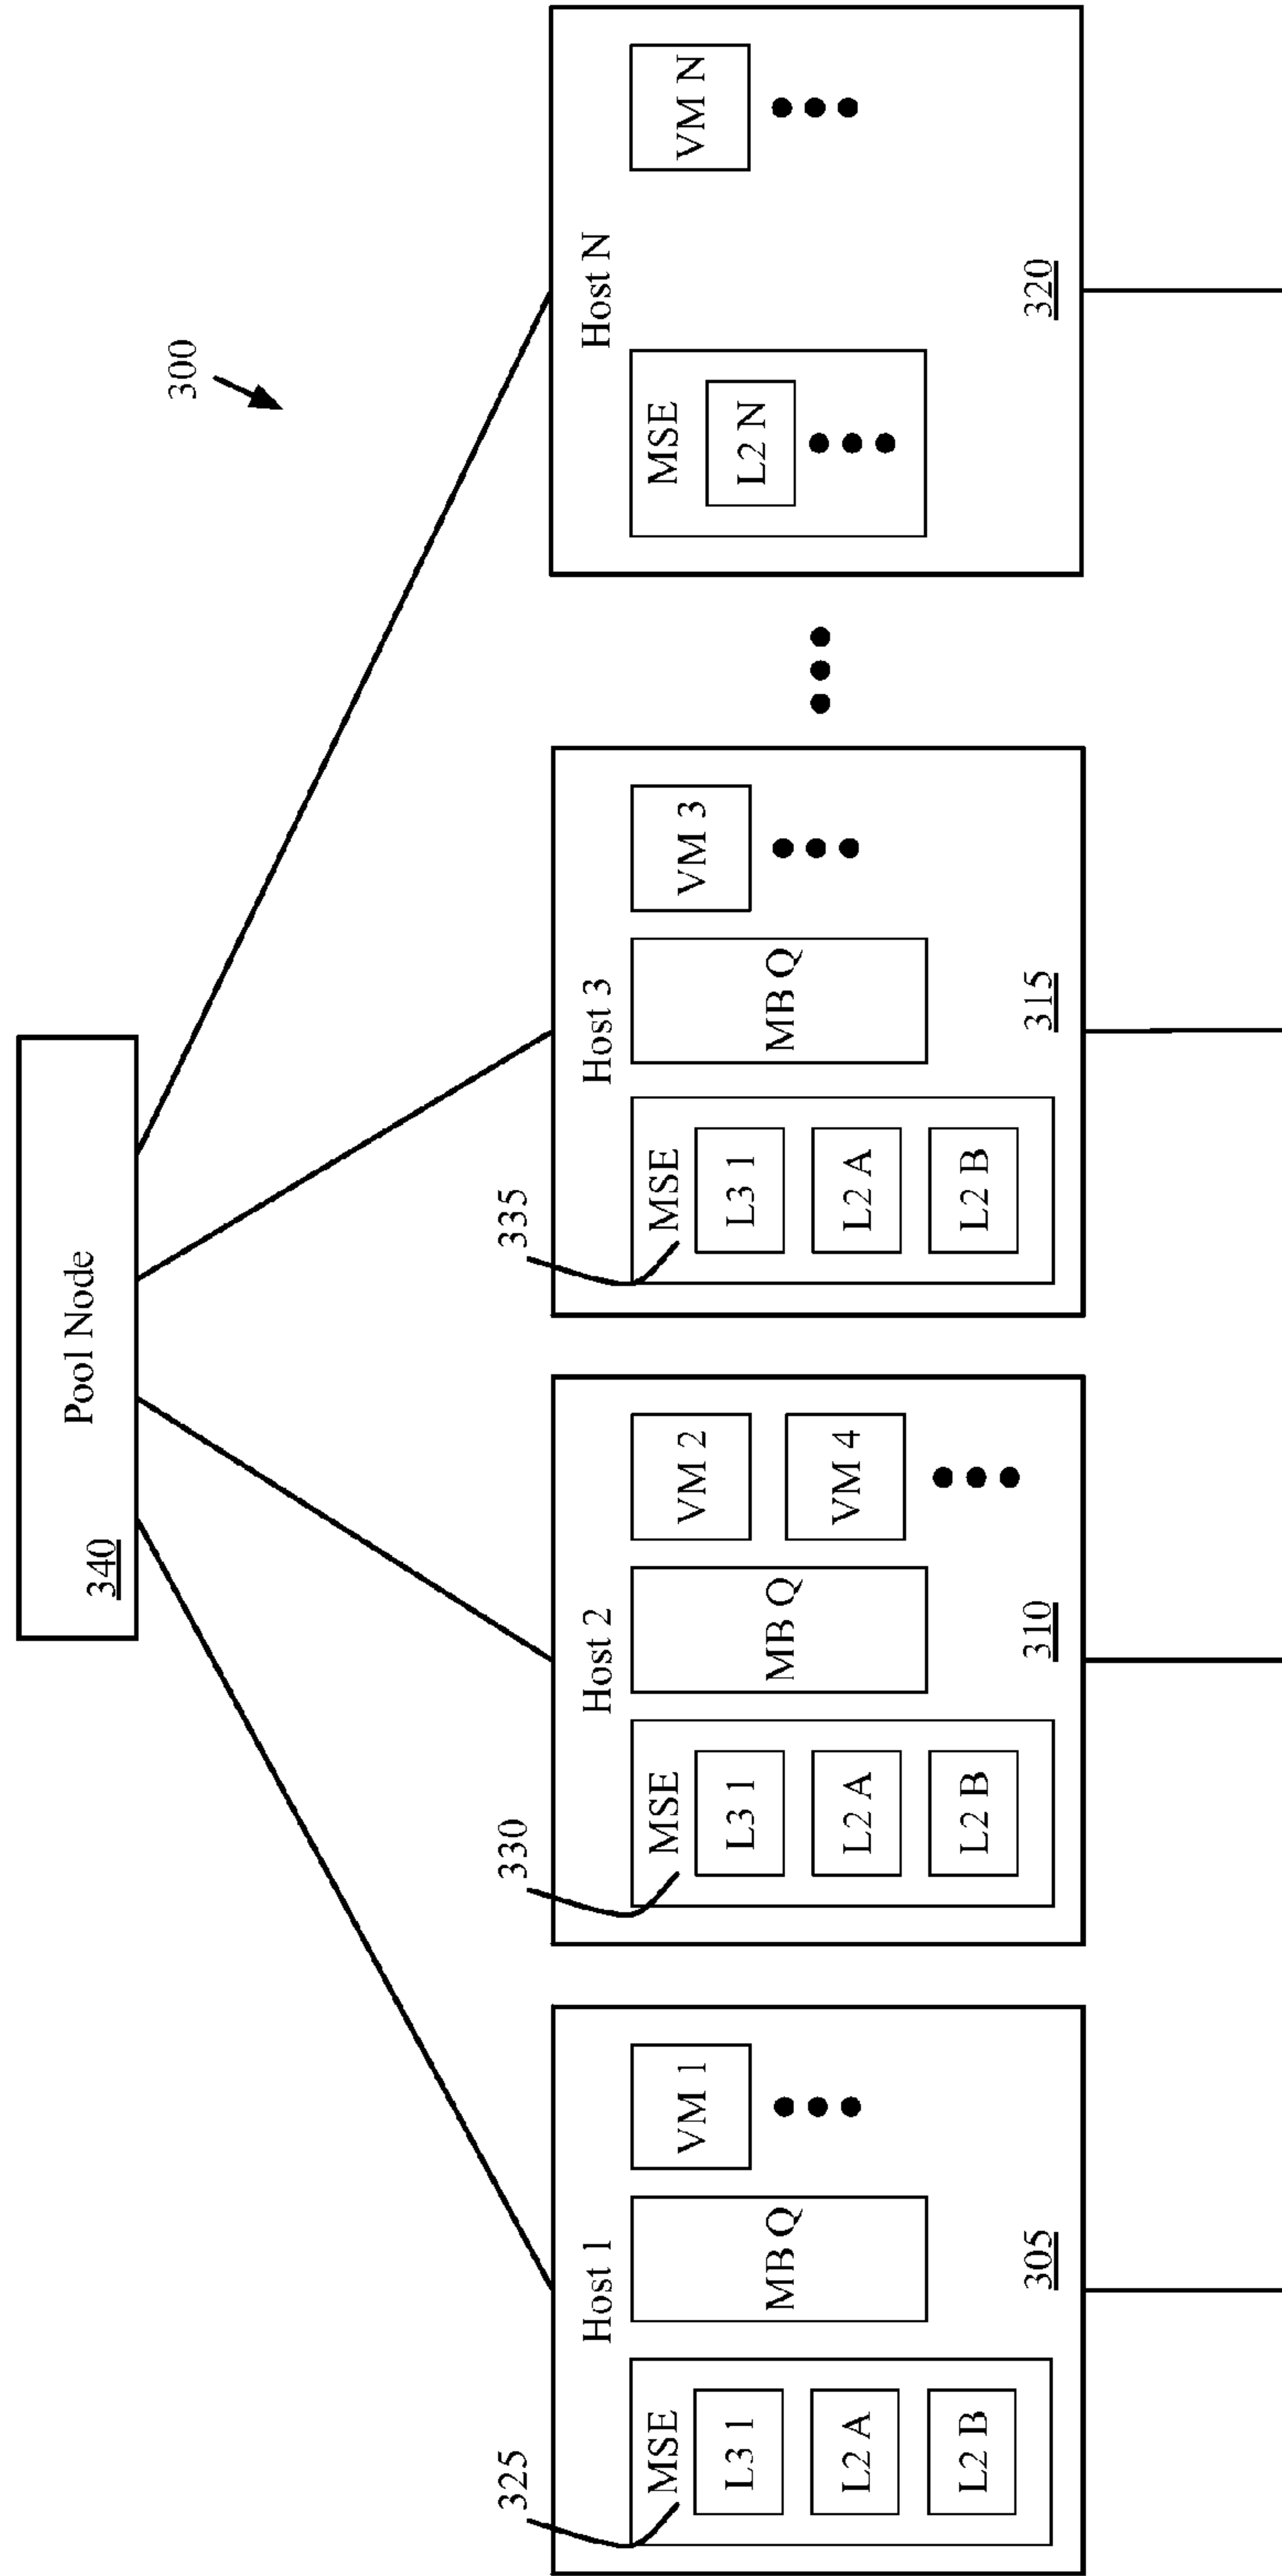 300
Pool Node
340
Host 1
325
MSE
L3 1
L2 A
L2 B
MB Q
VM 1
305
Host 2
330
MSE
L3 1
L2 A
L2 B
MB Q
VM 2
VM 4
310
Host 3
335
MSE
L3 1
L2 A
L2 B
MB Q
VM 3
315
Host N
MSE
L2 N
VM N
320